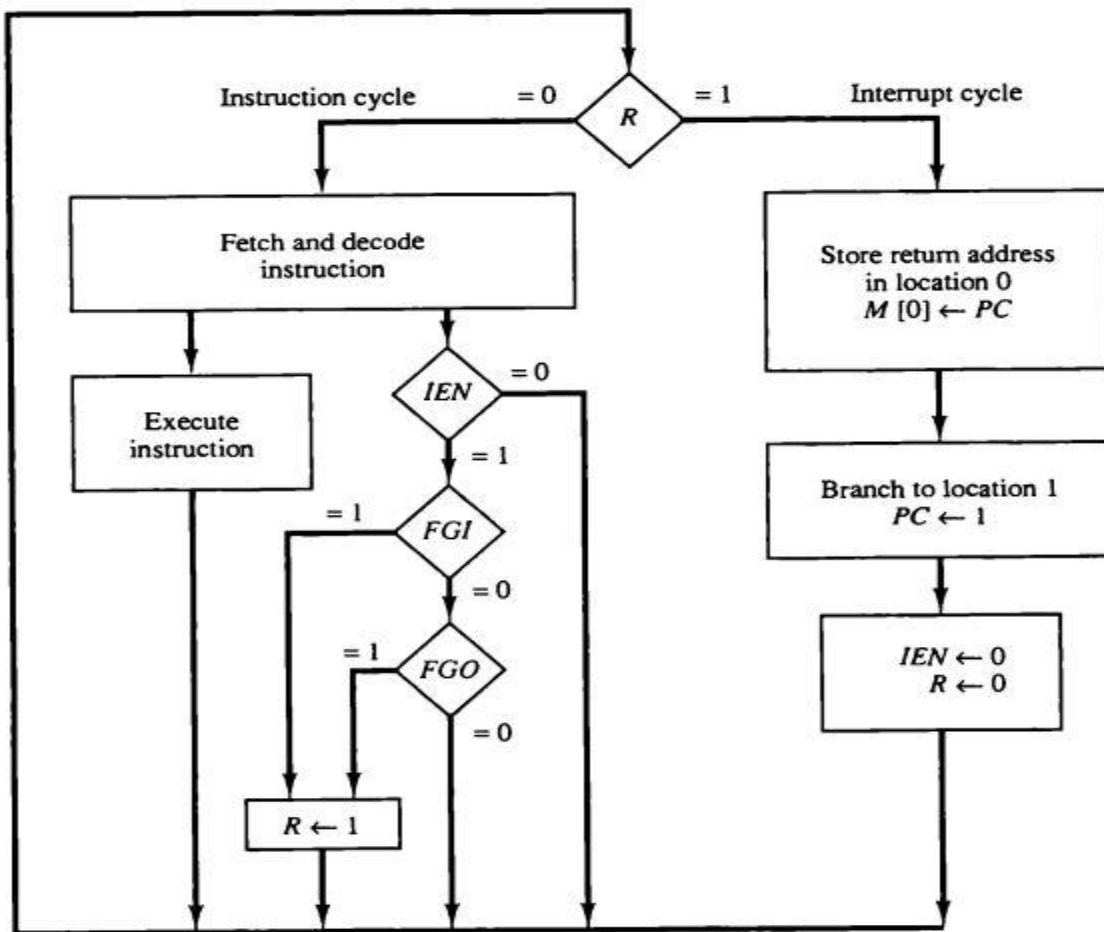 Instruction cycle
= 0
R
= 1
Interrupt cycle
Fetch and decode
instruction
Store return address
in location 0
M [0] ← PC
Execute
instruction
IEN
= 0
= 1
Branch to location 1
PC ← 1
= 1
FGI
= 0
= 1
FGO
= 0
IEN ← 0
R ← 0
R ← 1